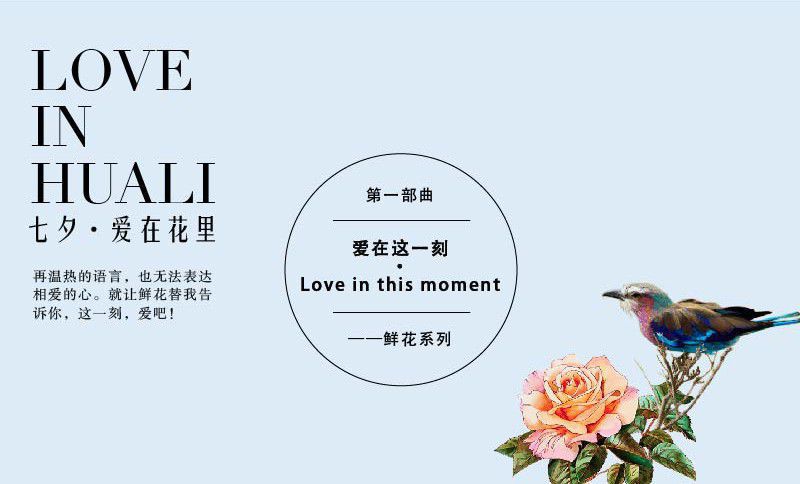 LOVE
IN
HUALI
七夕·爱在花里
再温热的语言，也无法表达
相爱的心。就让鲜花替我告
诉你，这一刻，爱吧！
第一部曲
爱在这一刻
·
Love in this moment
——鲜花系列